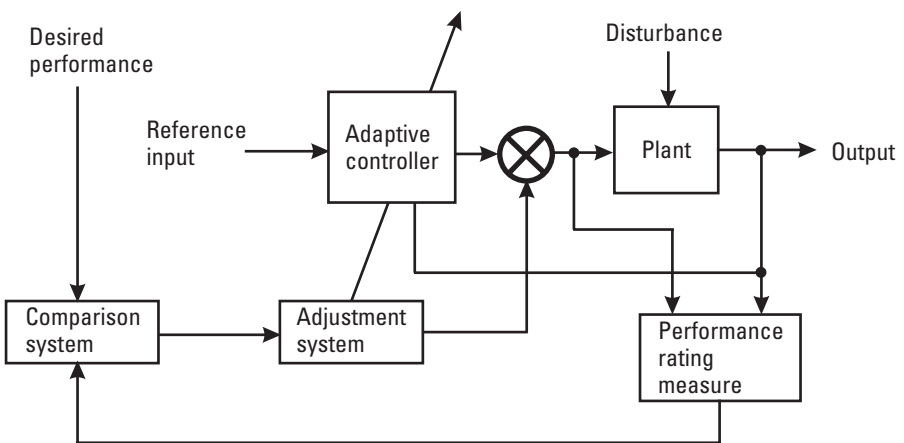 Desired
performance
Disturbance
Reference
input
Adaptive
controller
Plant
Output
Comparison
system
Adjustment
system
Performance
rating
measure